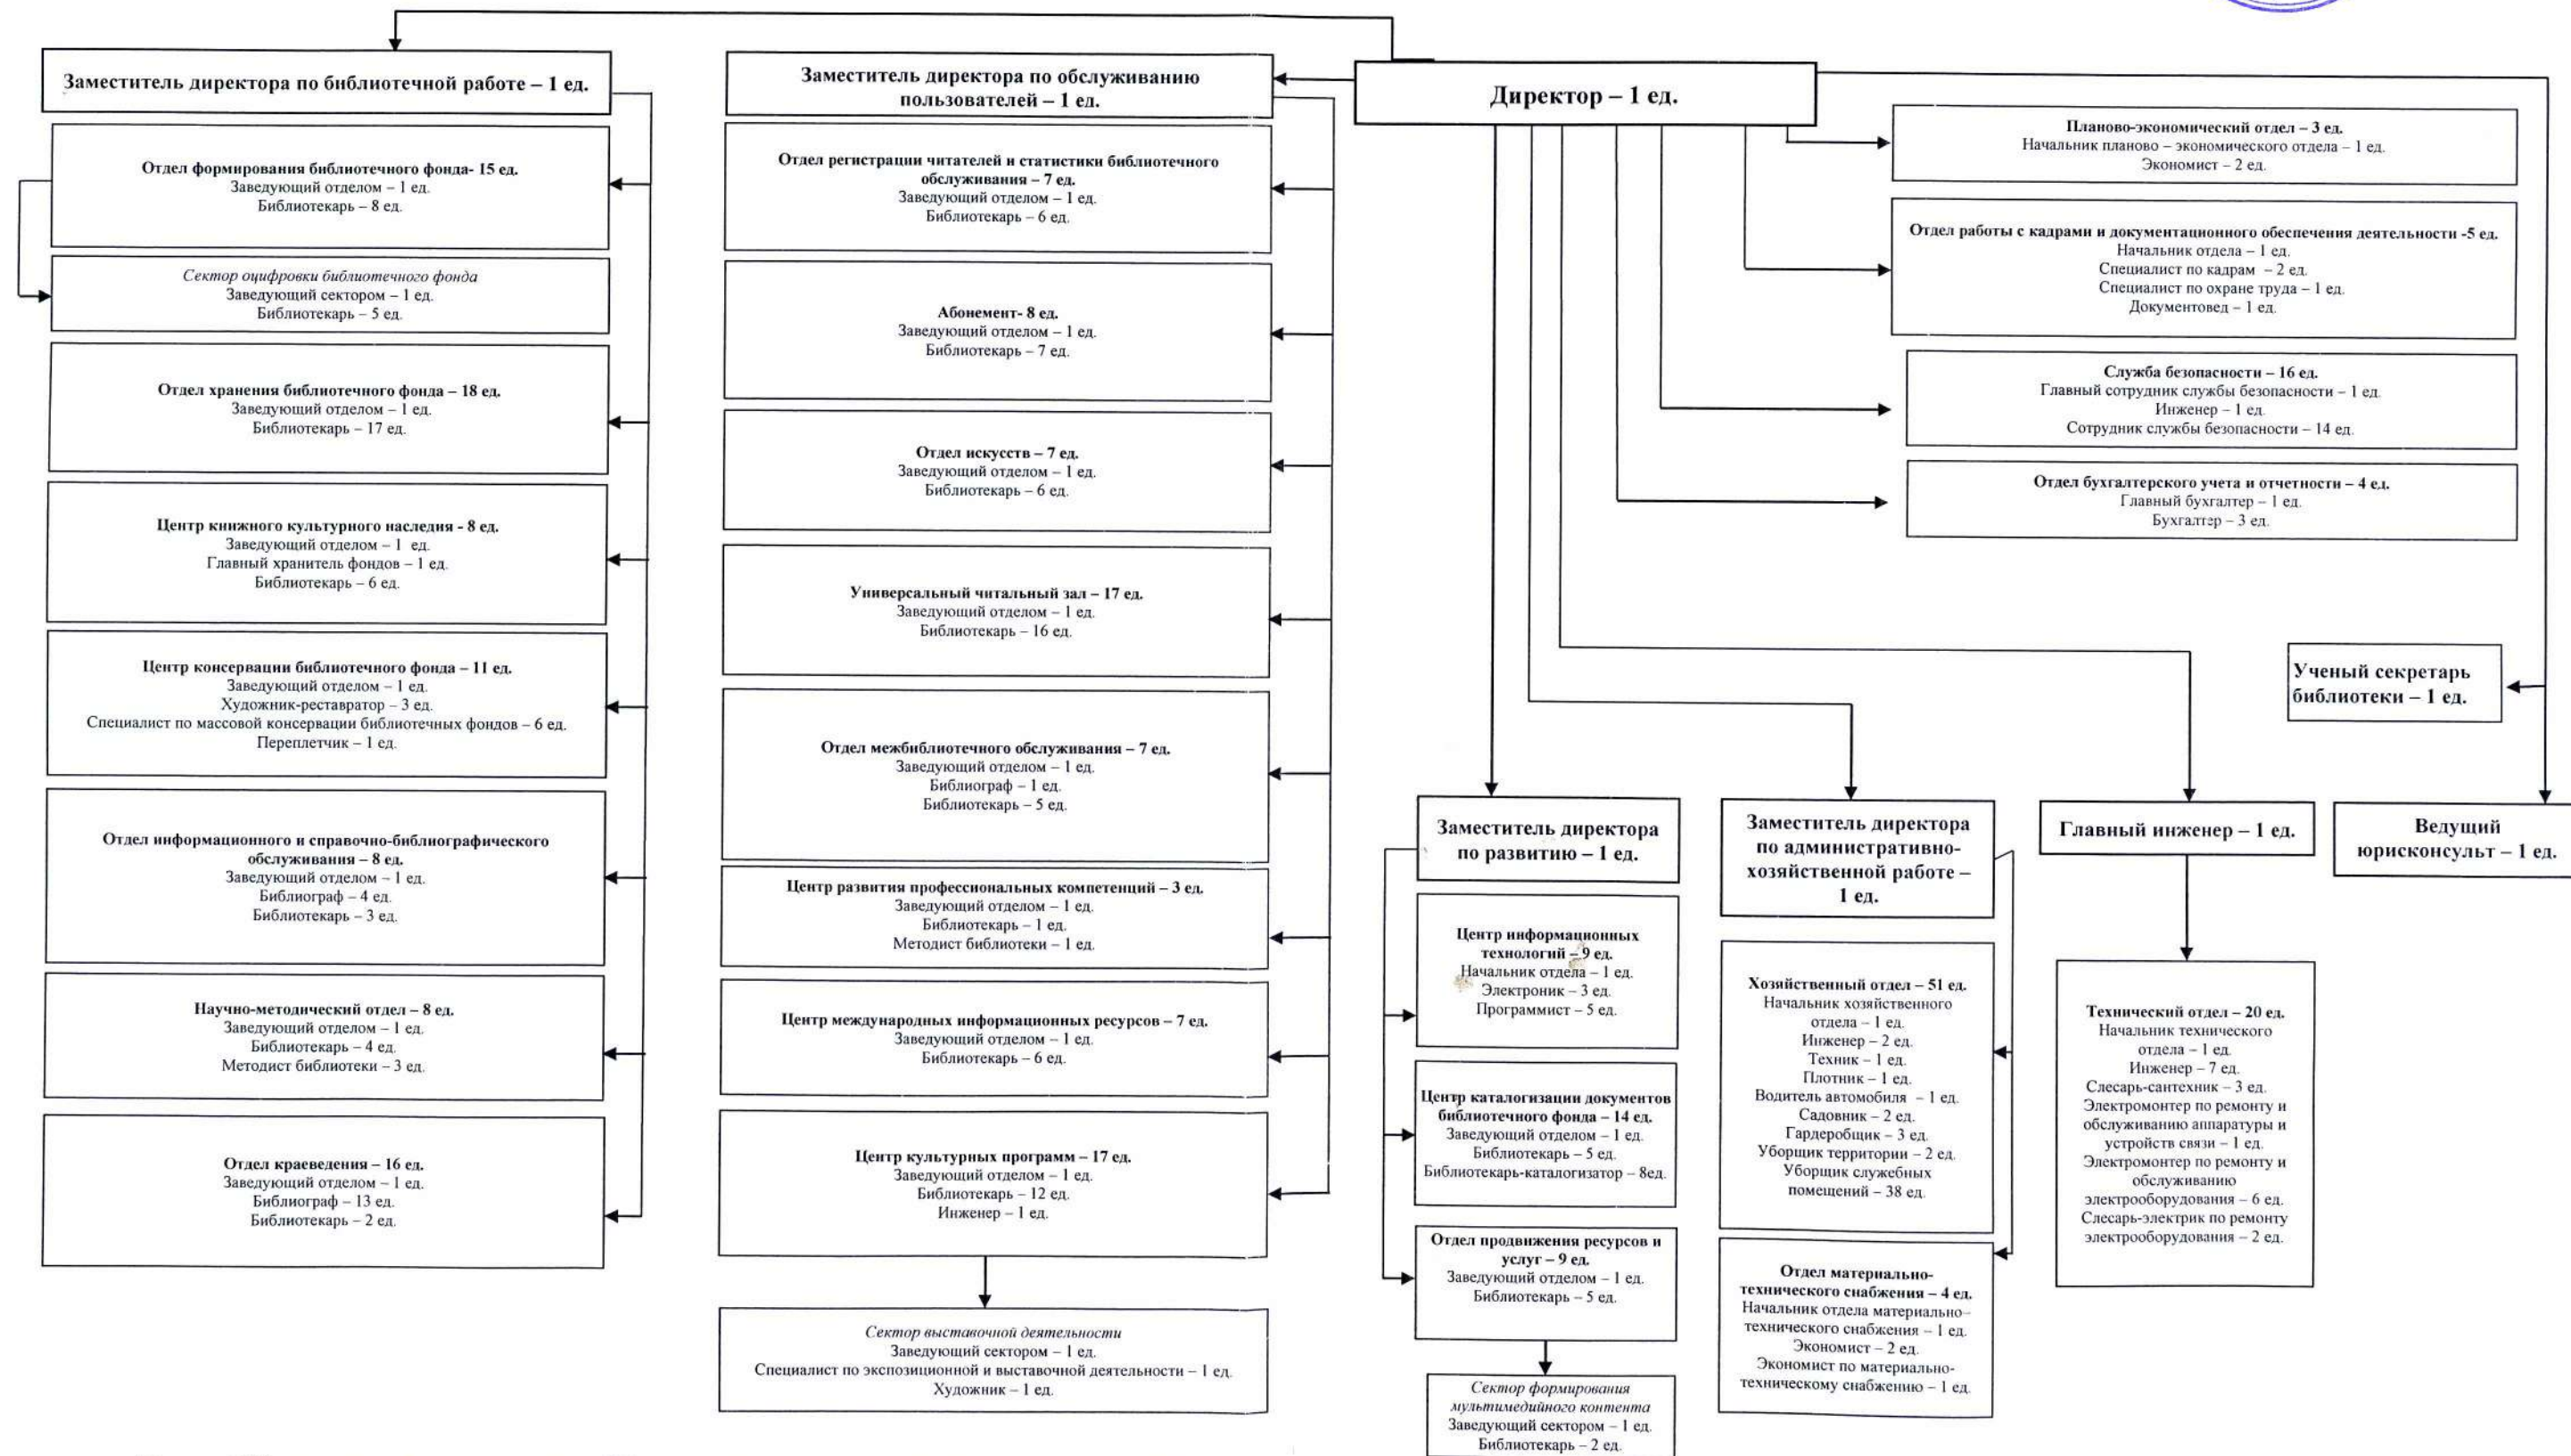 Заместитель директора по библиотечной работе – 1 ед.
Отдел формирования библиотечного фонда- 15 ед.
Заведующий отделом – 1 ед.
Библиотекарь – 8 ед.
Сектор оцифровки библиотечного фонда
Заведующий сектором – 1 ед.
Библиотекарь – 5 ед.
Отдел хранения библиотечного фонда – 18 ед.
Заведующий отделом – 1 ед.
Библиотекарь – 17 ед.
Центр книжного культурного наследия - 8 ед.
Заведующий отделом – 1 ед.
Главный хранитель фондов – 1 ед.
Библиотекарь – 6 ед.
Центр консервации библиотечного фонда – 11 ед.
Заведующий отделом – 1 ед.
Художник-реставратор – 3 ед.
Специалист по массовой консервации библиотечных фондов – 6 ед.
Переплетчик – 1 ед.
Отдел информационного и справочно-библиографического
обслуживания – 8 ед.
Заведующий отделом – 1 ед.
Библиограф – 4 ед.
Библиотекарь – 3 ед.
Научно-методический отдел – 8 ед.
Заведующий отделом – 1 ед.
Библиотекарь – 4 ед.
Методист библиотеки – 3 ед.
Отдел краеведения – 16 ед.
Заведующий отделом – 1 ед.
Библиограф – 13 ед.
Библиотекарь – 2 ед.
Заместитель директора по обслуживанию
пользователей – 1 ед.
Отдел регистрации читателей и статистики библиотечного
обслуживания – 7 ед.
Заведующий отделом – 1 ед.
Библиотекарь – 6 ед.
Абонемент- 8 ед.
Заведующий отделом – 1 ед.
Библиотекарь – 7 ед.
Отдел искусств – 7 ед.
Заведующий отделом – 1 ед.
Библиотекарь – 6 ед.
Универсальный читальный зал – 17 ед.
Заведующий отделом – 1 ед.
Библиотекарь – 16 ед.
Отдел межбиблиотечного обслуживания – 7 ед.
Заведующий отделом – 1 ед.
Библиограф – 1 ед.
Библиотекарь – 5 ед.
Центр развития профессиональных компетенций – 3 ед.
Заведующий отделом – 1 ед.
Библиотекарь – 1 ед.
Методист библиотеки – 1 ед.
Центр международных информационных ресурсов – 7 ед.
Заведующий отделом – 1 ед.
Библиотекарь – 6 ед.
Центр культурных программ – 17 ед.
Заведующий отделом – 1 ед.
Библиотекарь – 12 ед.
Инженер – 1 ед.
Сектор выставочной деятельности
Заведующий сектором – 1 ед.
Специалист по экспозиционной и выставочной деятельности – 1 ед.
Художник – 1 ед.
Директор – 1 ед.
Планово-экономический отдел – 3 ед.
Начальник планово – экономического отдела – 1 ед.
Экономист – 2 ед.
Отдел работы с кадрами и документационного обеспечения деятельности -5 ед.
Начальник отдела – 1 ед.
Специалист по кадрам – 2 ед.
Специалист по охране труда – 1 ед.
Документовед – 1 ед.
Служба безопасности – 16 ед.
Главный сотрудник службы безопасности – 1 ед.
Инженер – 1 ед.
Сотрудник службы безопасности – 14 ед.
Отдел бухгалтерского учета и отчетности – 4 ед.
Главный бухгалтер – 1 ед.
Бухгалтер – 3 ед.
Ученый секретарь
библиотеки – 1 ед.
Заместитель директора
по развитию – 1 ед.
Центр информационных
технологий – 9 ед.
Начальник отдела – 1 ед.
Электроник – 3 ед.
Программист – 5 ед.
Центр каталогизации документов
библиотечного фонда – 14 ед.
Заведующий отделом – 1 ед.
Библиотекарь – 5 ед.
Библиотекарь-каталогизатор – 8ед.
Отдел продвижения ресурсов и
услуг – 9 ед.
Заведующий отделом – 1 ед.
Библиотекарь – 5 ед.
Сектор формирования
мультимедийного контента
Заведующий сектором – 1 ед.
Библиотекарь – 2 ед.
Заместитель директора
по административно-
хозяйственной работе –
1 ед.
Хозяйственный отдел – 51 ед.
Начальник хозяйственного
отдела – 1 ед.
Инженер – 2 ед.
Техник – 1 ед.
Плотник – 1 ед.
Водитель автомобиля – 1 ед.
Садовник – 2 ед.
Гардеробщик – 3 ед.
Уборщик территории – 2 ед.
Уборщик служебных
помещений – 38 ед.
Отдел материально-
технического снабжения – 4 ед.
Начальник отдела материально–
технического снабжения – 1 ед.
Экономист – 2 ед.
Экономист по материально-
техническому снабжению – 1 ед.
Главный инженер – 1 ед.
Технический отдел – 20 ед.
Начальник технического
отдела – 1 ед.
Инженер – 7 ед.
Слесарь-сантехник – 3 ед.
Электромонтер по ремонту и
обслуживанию аппаратуры и
устройств связи – 1 ед.
Электромонтер по ремонту и
обслуживанию
электрооборудования – 6 ед.
Слесарь-электрик по ремонту
электрооборудования – 2 ед.
Ведущий
юрисконсульт – 1 ед.